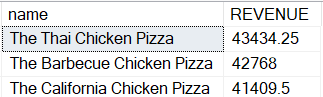 name REVENUE
The Thai Chicken Pizza 43434.25
The Barbecue Chicken Pizza 42768
The California Chicken Pizza 41409.5